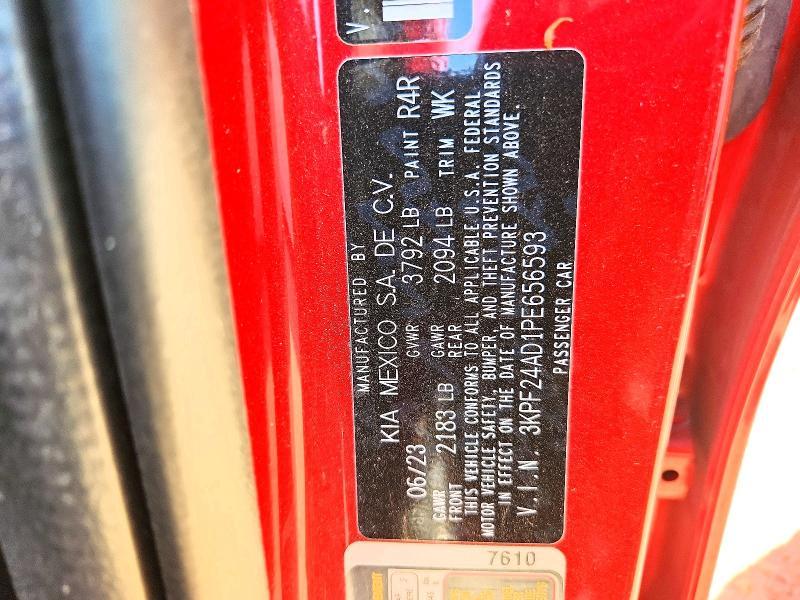 MANUFACTURED BY
KIA MEXICO S.A. DE C.V.
06/23 GVWR 3792 LB PAINT R4R
GAWR FRONT 2183 LB GAWR REAR 2094 LB TRIM WK
THIS VEHICLE CONFORMS TO ALL APPLICABLE U.S.A. FEDERAL
MOTOR VEHICLE SAFETY, BUMPER, AND THEFT PREVENTION STANDARDS
IN EFFECT ON THE DATE OF MANUFACTURE SHOWN ABOVE.
V.I.N. 3KPF24AD1PE656593
PASSENGER CAR
V.
7610